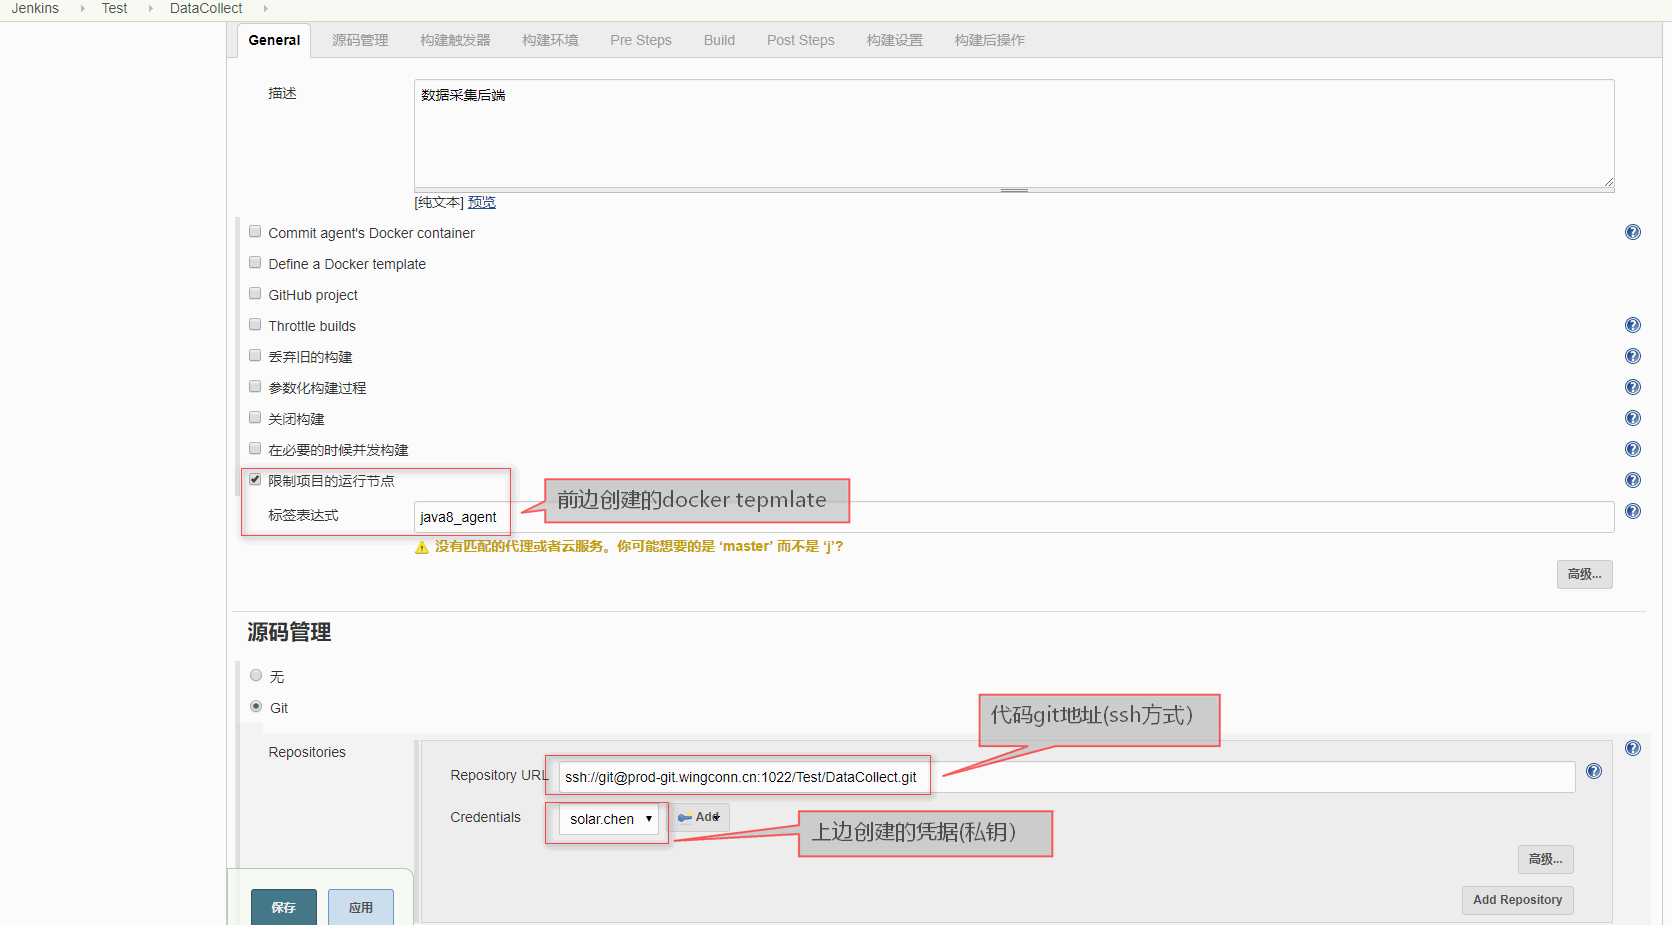 Jenkins Test DataCollect
General 源码管理 构建触发器 构建环境 Pre Steps Build Post Steps 构建设置 构建后操作
描述
数据采集后端
[纯文本] 预览
Commit agent's Docker container
Define a Docker template
GitHub project
Throttle builds
丢弃旧的构建
参数化构建过程
关闭构建
在必要的时候并发构建
限制项目的运行节点
前边创建的docker tepmlate
标签表达式
java8_agent
没有匹配的代理或者云服务。你可能想要的是 ‘master’ 而不是 ‘j’?
高级...
源码管理
无
Git
代码git地址(ssh方式）
Repositories
Repository URL
ssh://git@prod-git.wingconn.cn:1022/Test/DataCollect.git
Credentials
solar.chen
Add
上边创建的凭据(私钥）
高级...
Add Repository
保存 应用